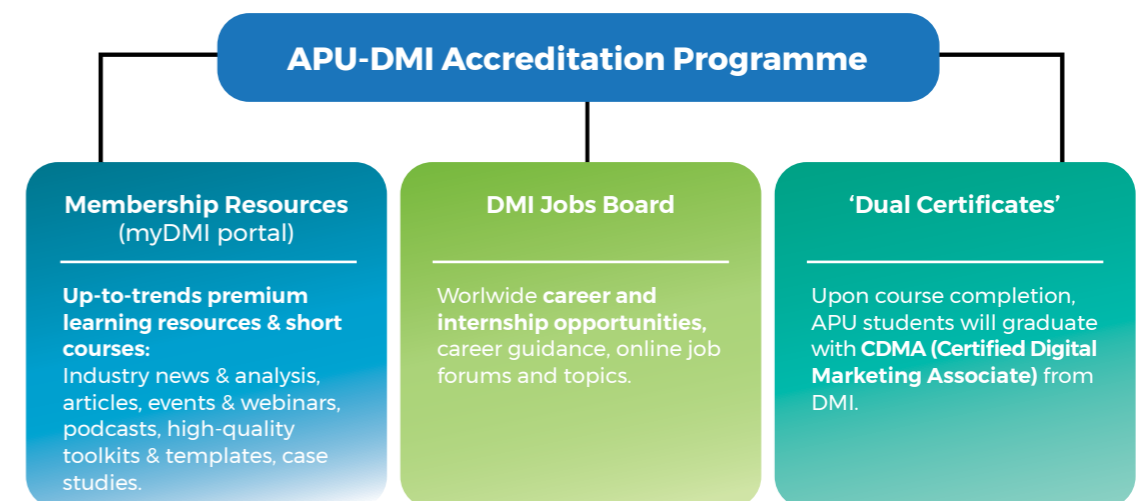 APU-DMI Accreditation Programme
Membership Resources
(myDMI portal)
Up-to-trends premium
learning resources & short
courses:
Industry news & analysis,
articles, events & webinars,
podcasts, high-quality
toolkits & templates, case
studies.
DMI Jobs Board
Worlwide career and
internship opportunities,
career guidance, online job
forums and topics.
‘Dual Certificates’
Upon course completion,
APU students will graduate
with CDMA (Certified Digital
Marketing Associate) from
DMI.